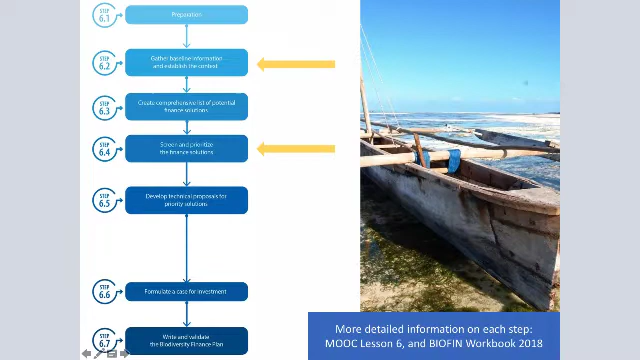 STEP
6.1
Preparation
STEP
6.2
Gather baseline information
and establish the context
STEP
6.3
Create comprehensive list of potential
finance solutions
STEP
6.4
Screen and prioritize
the finance solutions
STEP
6.5
Develop technical proposals for
priority solutions
STEP
6.6
Formulate a case for investment
STEP
6.7
Write and validate
the Biodiversity Finance Plan
More detailed information on each step:
MOOC Lesson 6, and BIOFIN Workbook 2018